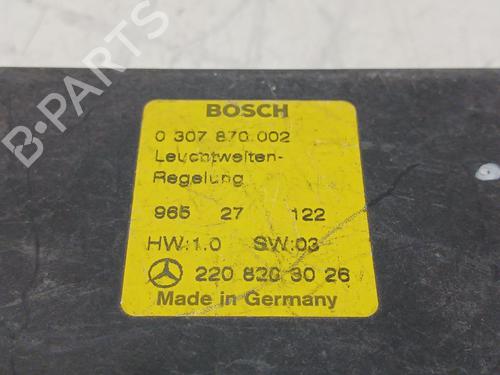 BOSCH
0 307 870 002
Leuchtweiten-
Regelung
965 27 122
HW:1.0 SW:03
220 820 30 26
Made in Germany